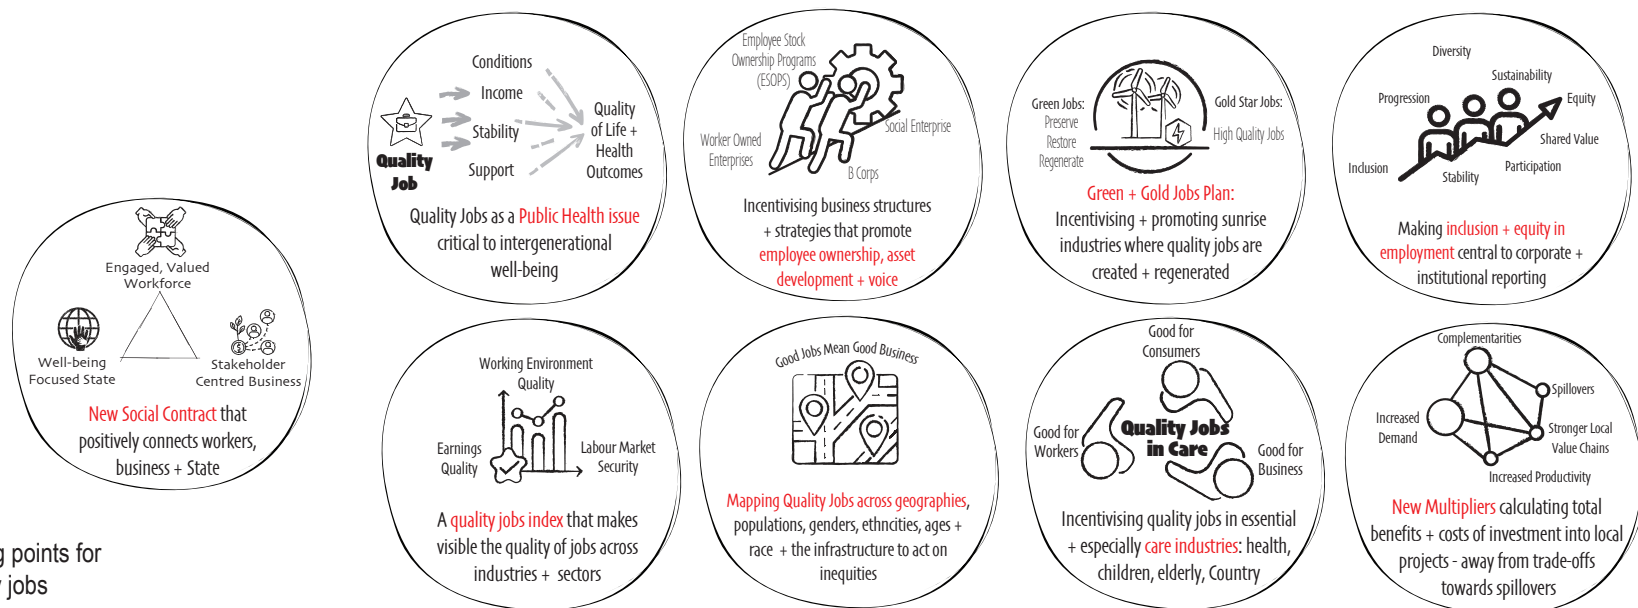 Engaged, Valued
Workforce
Well-being
Focused State
Stakeholder
Centred Business
New Social Contract that
positively connects workers,
business + State
g points for
jobs
Conditions
Income
Stability
Support
Quality
Job
Quality
of Life +
Health
Outcomes
Quality Jobs as a Public Health issue
critical to intergenerational
well-being
Employee Stock
Ownership Programs
(ESOPS)
Worker Owned
Enterprises
Social Enterprise
B Corps
Incentivising business structures
+ strategies that promote
employee ownership, asset
development + voice
Green Jobs:
Preserve
Restore
Regenerate
Gold Star Jobs:
High Quality Jobs
Green + Gold Jobs Plan:
Incentivising + promoting sunrise
industries where quality jobs are
created + regenerated
Diversity
Sustainability
Progression
Equity
Shared Value
Participation
Inclusion
Stability
Making inclusion + equity in
employment central to corporate +
institutional reporting
Working Environment
Quality
Earnings
Quality
Labour Market
Security
A quality jobs index that makes
visible the quality of jobs across
industries + sectors
Good Jobs Mean Good Business
Mapping Quality Jobs across geographies,
populations, genders, ethncities, ages +
race + the infrastructure to act on
inequities
Good for
Consumers
Good for
Workers
Quality Jobs
in Care
Good for
Business
Incentivising quality jobs in essential
+ especially care industries: health,
children, elderly, Country
Complementarities
Spillovers
Increased
Demand
Stronger Local
Value Chains
Increased Productivity
New Multipliers calculating total
benefits + costs of investment into local
projects - away from trade-offs
towards spillovers